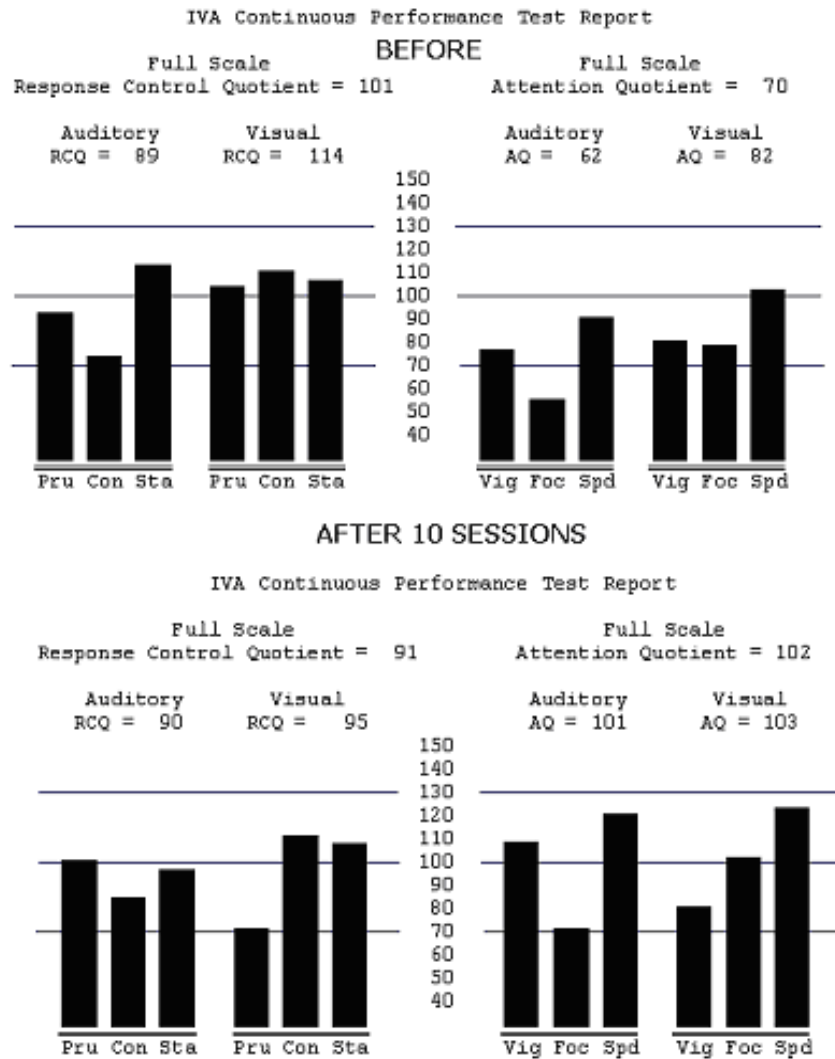 IVA Continuous Performance Test Report
BEFORE
Full Scale Full Scale
Response Control Quotient = 101 Attention Quotient = 70
Auditory Visual Auditory Visual
RCQ = 89 RCQ = 114 AQ = 62 AQ = 82
150
140
130
120
110
100
90
80
70
60
50
40
Pru Con Sta Pru Con Sta Vig Foc Spd Vig Foc Spd
AFTER 10 SESSIONS
IVA Continuous Performance Test Report
Full Scale Full Scale
Response Control Quotient = 91 Attention Quotient = 102
Auditory Visual Auditory Visual
RCQ = 90 RCQ = 95 AQ = 101 AQ = 103
150
140
130
120
110
100
90
80
70
60
50
40
Pru Con Sta Pru Con Sta Vig Foc Spd Vig Foc Spd